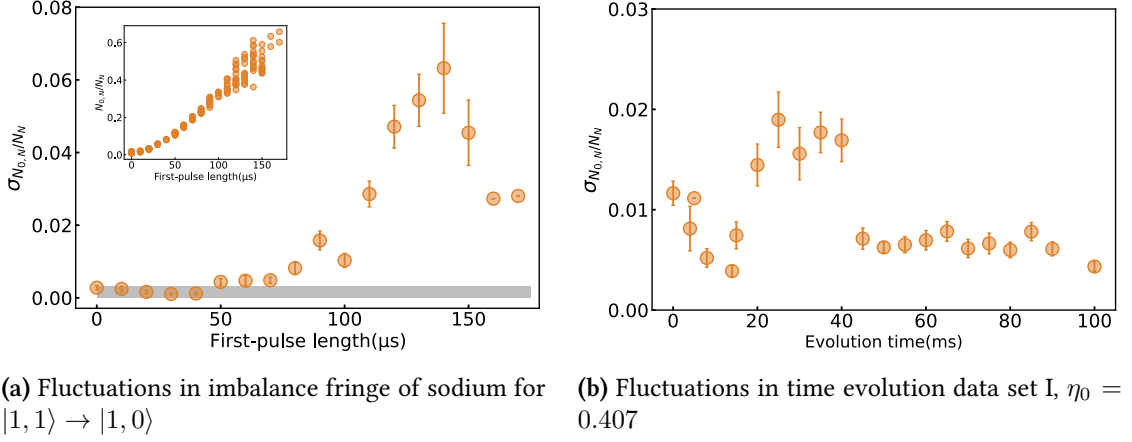 0.08
0.06
0.04
0.02
0.00
σN₀,N/NN
0 50 100 150
First-pulse length(μs)
0.6
0.4
0.2
0.0
N₀,N/NN
0 50 100 150
First-pulse length(μs)
0.03
0.02
0.01
0.00
σN₀,N/NN
0 20 40 60 80 100
Evolution time(ms)
(a) Fluctuations in imbalance fringe of sodium for
|1, 1⟩ → |1, 0⟩
(b) Fluctuations in time evolution data set I, η₀ =
0.407